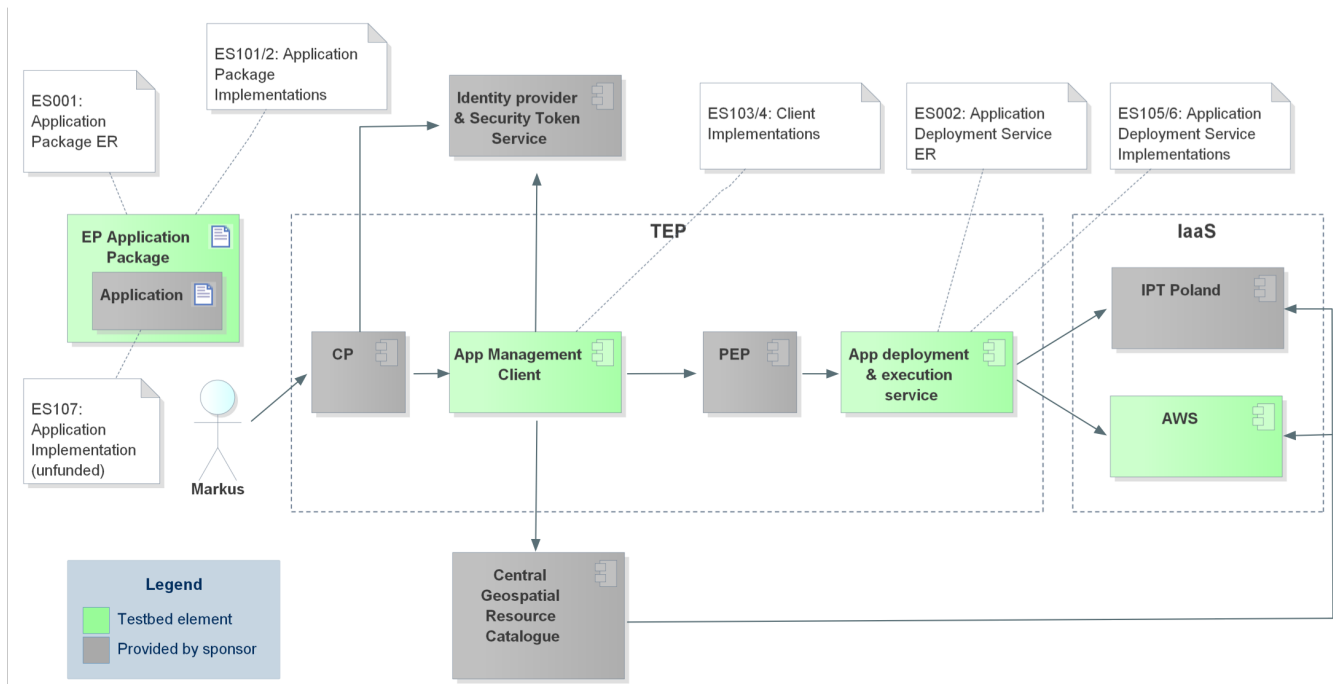 ES101/2: Application
Package
Implementations
ES001:
Application
Package ER
Identity provider
& Security Token
Service
ES103/4: Client
Implementations
ES002: Application
Deployment Service
ER
ES105/6: Application
Deployment Service
Implementations
EP Application
Package
Application
TEP
IaaS
IPT Poland
CP
App Management
Client
PEP
App deployment
& execution
service
AWS
ES107:
Application
Implementation
(unfunded)
Markus
Central
Geospatial
Resource
Catalogue
Legend
Testbed element
Provided by sponsor